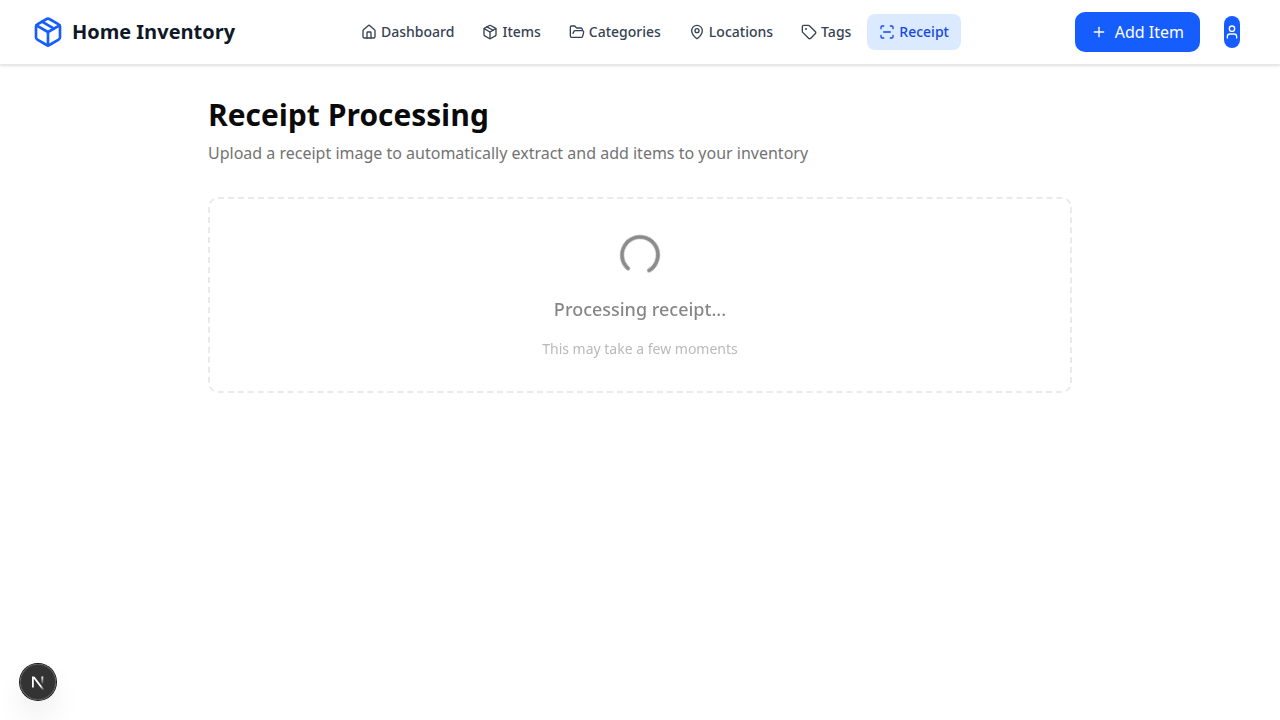 Home Inventory
Dashboard
Items
Categories
Locations
Tags
Receipt
Add Item
Receipt Processing
Upload a receipt image to automatically extract and add items to your inventory
Processing receipt...
This may take a few moments
N